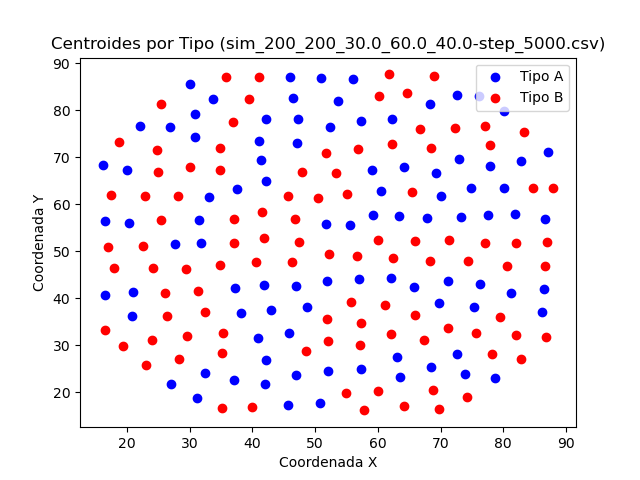 Centroides por Tipo (sim_200_200_30.0_60.0_40.0-step_5000.csv)
Tipo A
Tipo B
90
80
70
60
50
40
30
20
Coordenada Y
20 30 40 50 60 70 80 90
Coordenada X